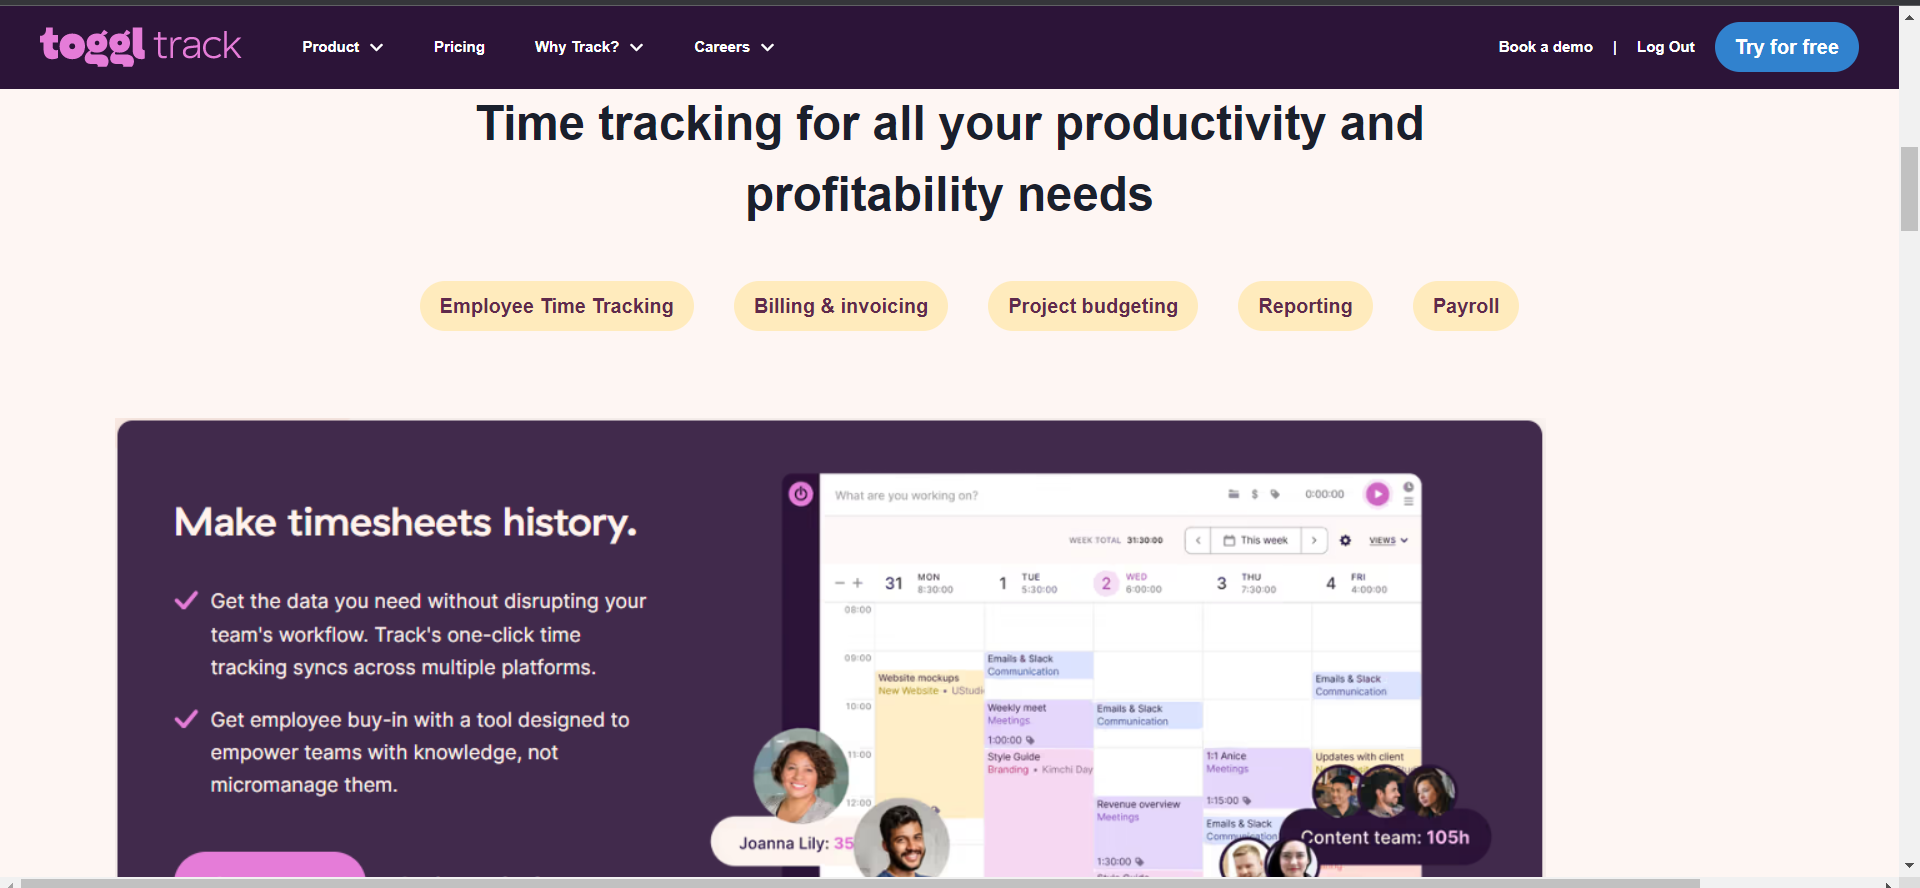 toggl track
Product
Pricing
Why Track?
Careers
Book a demo
|
Log Out
Try for free
Time tracking for all your productivity and
profitability needs
Employee Time Tracking
Billing & invoicing
Project budgeting
Reporting
Payroll
Make timesheets history.
Get the data you need without disrupting your
team's workflow. Track's one-click time
tracking syncs across multiple platforms.
Get employee buy-in with a tool designed to
empower teams with knowledge, not
micromanage them.
What are you working on?
$
0:00:00
WEEK TOTAL 31:30:00
This week
VIEWS
31 MON 8:30:00
1 TUE 5:30:00
2 WED 6:00:00
3 THU 7:30:00
4 FRI 4:00:00
08:00
09:00
10:00
11:00
12:00
Website mockups
New Website • UStudi
Emails & Slack
Communication
Weekly meet
Meetings
1:00:00
Style Guide
Branding • Kimchi Day
Emails & Slack
Communication
Revenue overview
Meetings
1:30:00
1:1 Anice
Meetings
1:15:00
Emails & Slack
Communication
Emails & Slack
Communication
Updates with client
Joanna Lily: 35
Content team: 105h